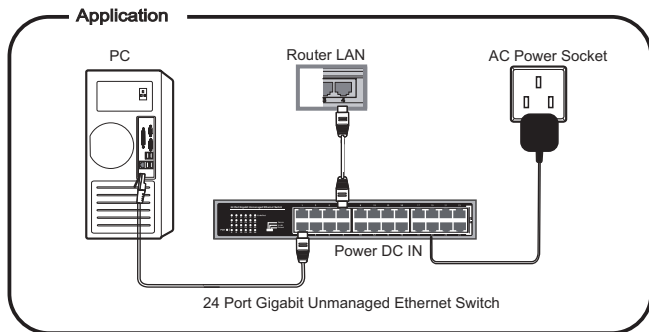 Application
PC
Router LAN
AC Power Socket
Power DC IN
24 Port Gigabit Unmanaged Ethernet Switch